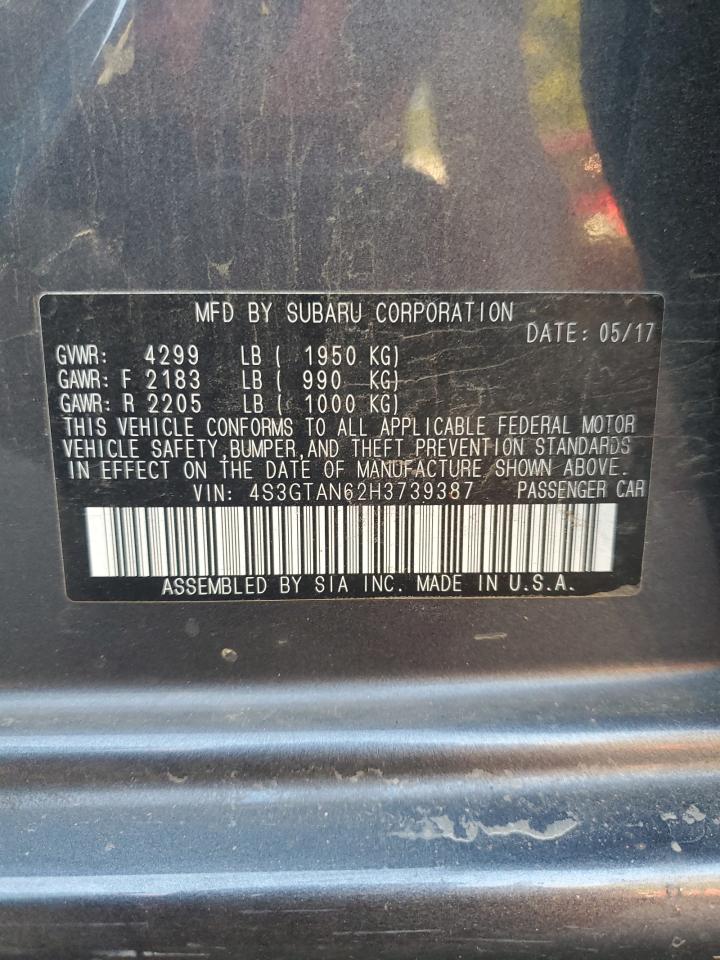 MFD BY SUBARU CORPORATION
DATE: 05/17
GVWR: 4299 LB ( 1950 KG)
GAWR: F 2183 LB ( 990 KG)
GAWR: R 2205 LB ( 1000 KG)
THIS VEHICLE CONFORMS TO ALL APPLICABLE FEDERAL MOTOR
VEHICLE SAFETY,BUMPER,AND THEFT PREVENTION STANDARDS
IN EFFECT ON THE DATE OF MANUFACTURE SHOWN ABOVE.
VIN: 4S3GTAN62H3739387 PASSENGER CAR
ASSEMBLED BY SIA INC. MADE IN U.S.A.